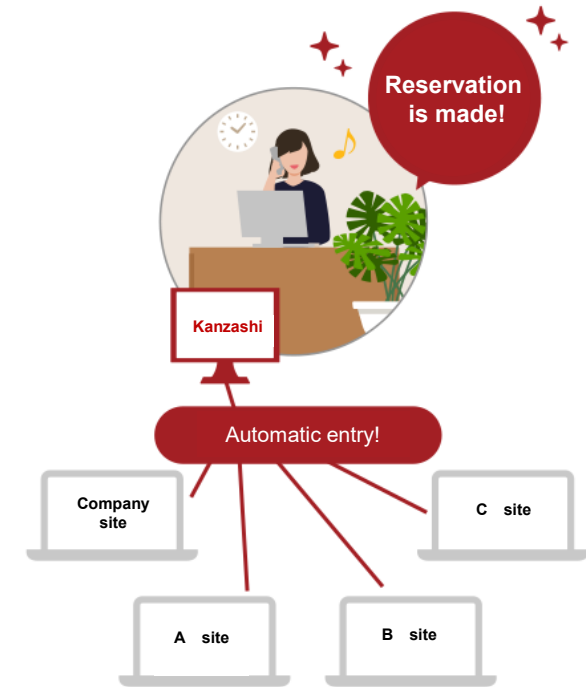 Reservation
is made!
Kanzashi
Automatic entry!
Company
site
C site
A site
B site